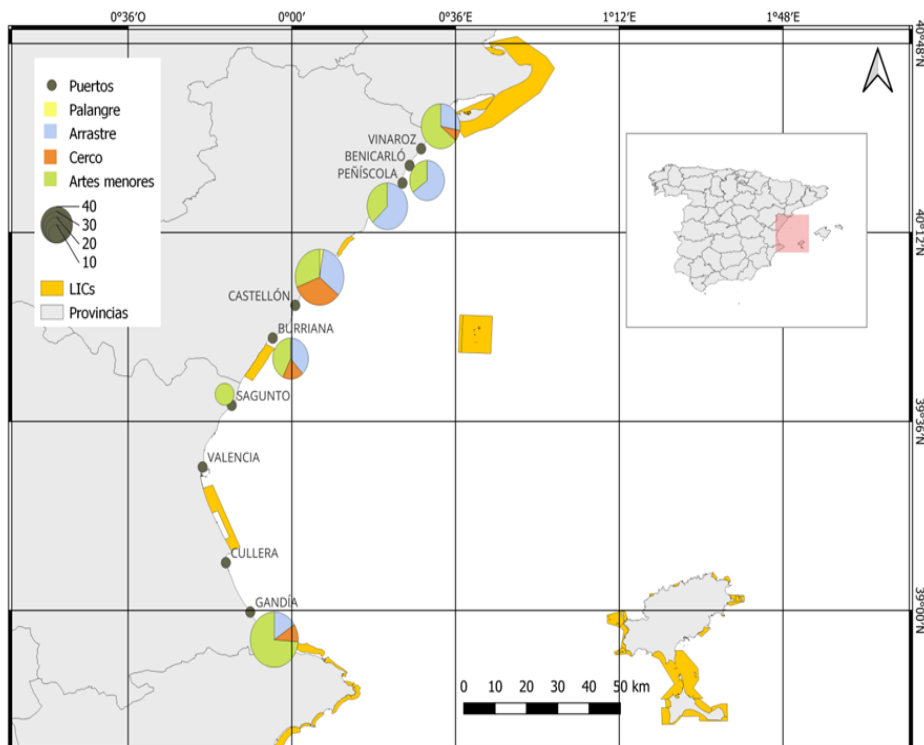 0°36'O 0°00' 0°36'E 1°12'E 1°48'E
40°48'N
Puertos
Palangre
Arrastre
Cerco
Artes menores
40
30
20
10
LICs
Provincias
VINAROZ
BENICARLÓ
PEÑÍSCOLA
40°12'N
CASTELLÓN
BURRIANA
SAGUNTO
39°36'N
VALENCIA
CULLERA
GANDÍA
39°00'N
0 10 20 30 40 50 km